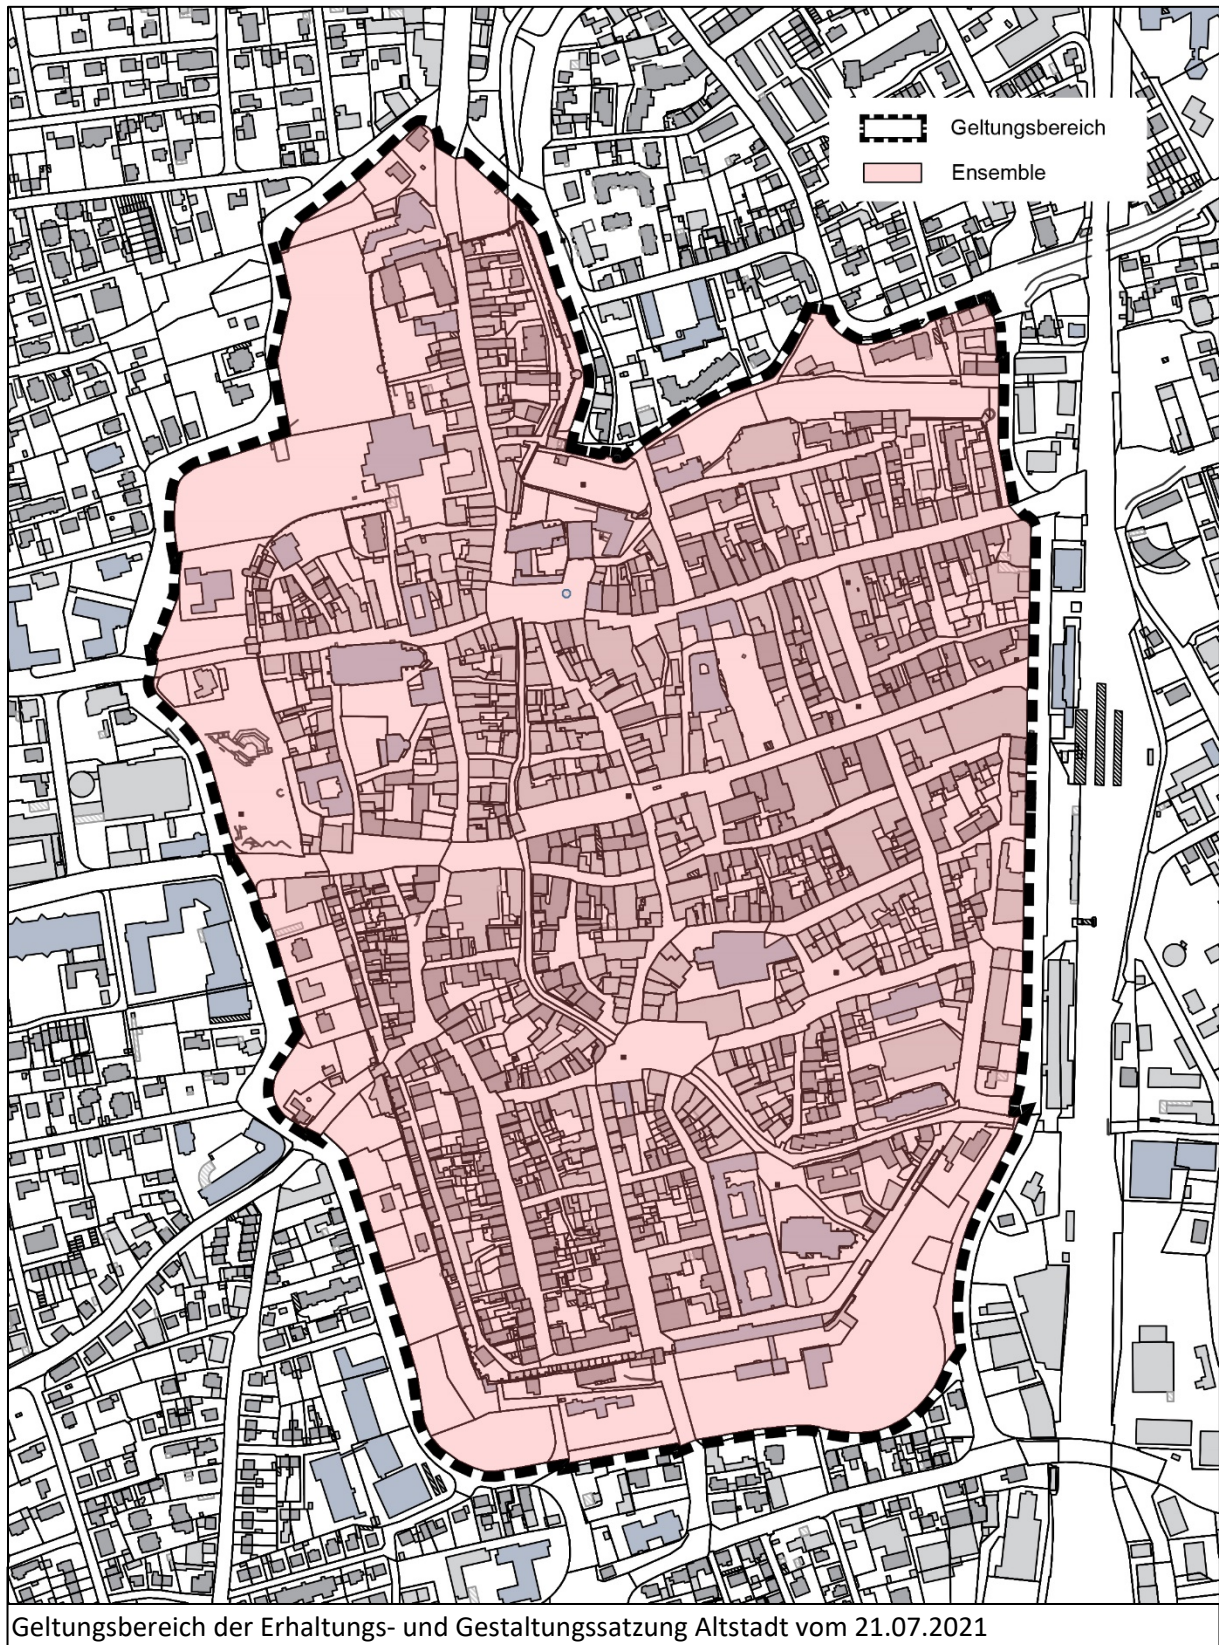 Geltungsbereich
Ensemble
Geltungsbereich der Erhaltungs- und Gestaltungssatzung Altstadt vom 21.07.2021